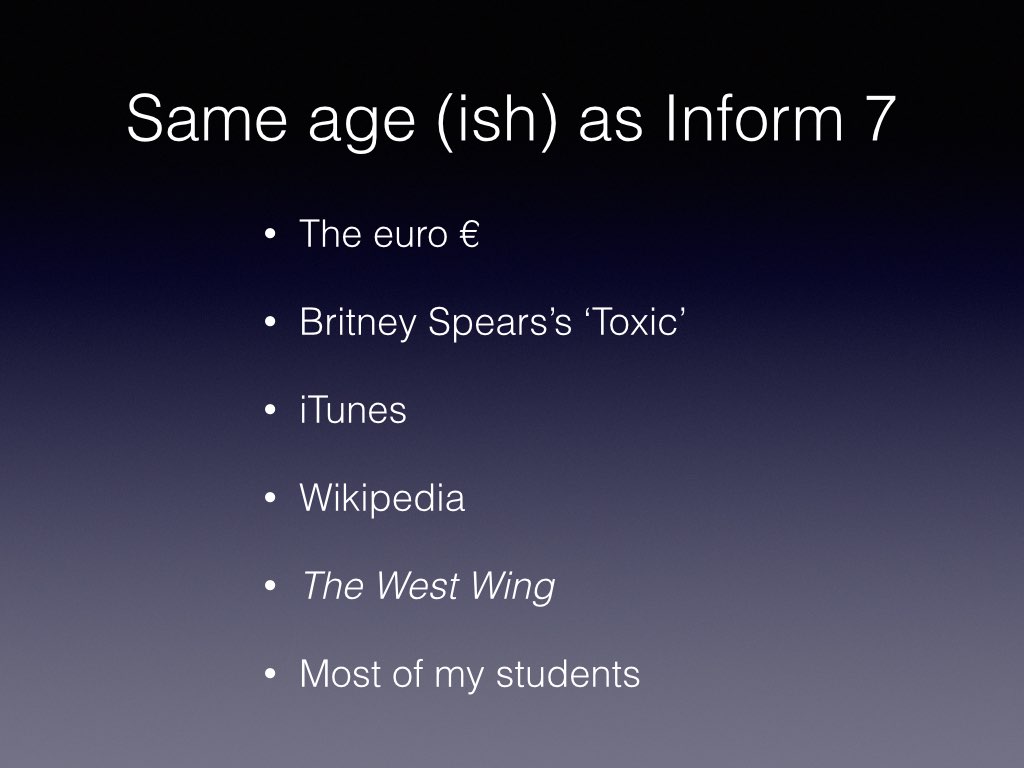 Same age (ish) as Inform 7
• The euro €
• Britney Spears’s ‘Toxic’
• iTunes
• Wikipedia
• The West Wing
• Most of my students